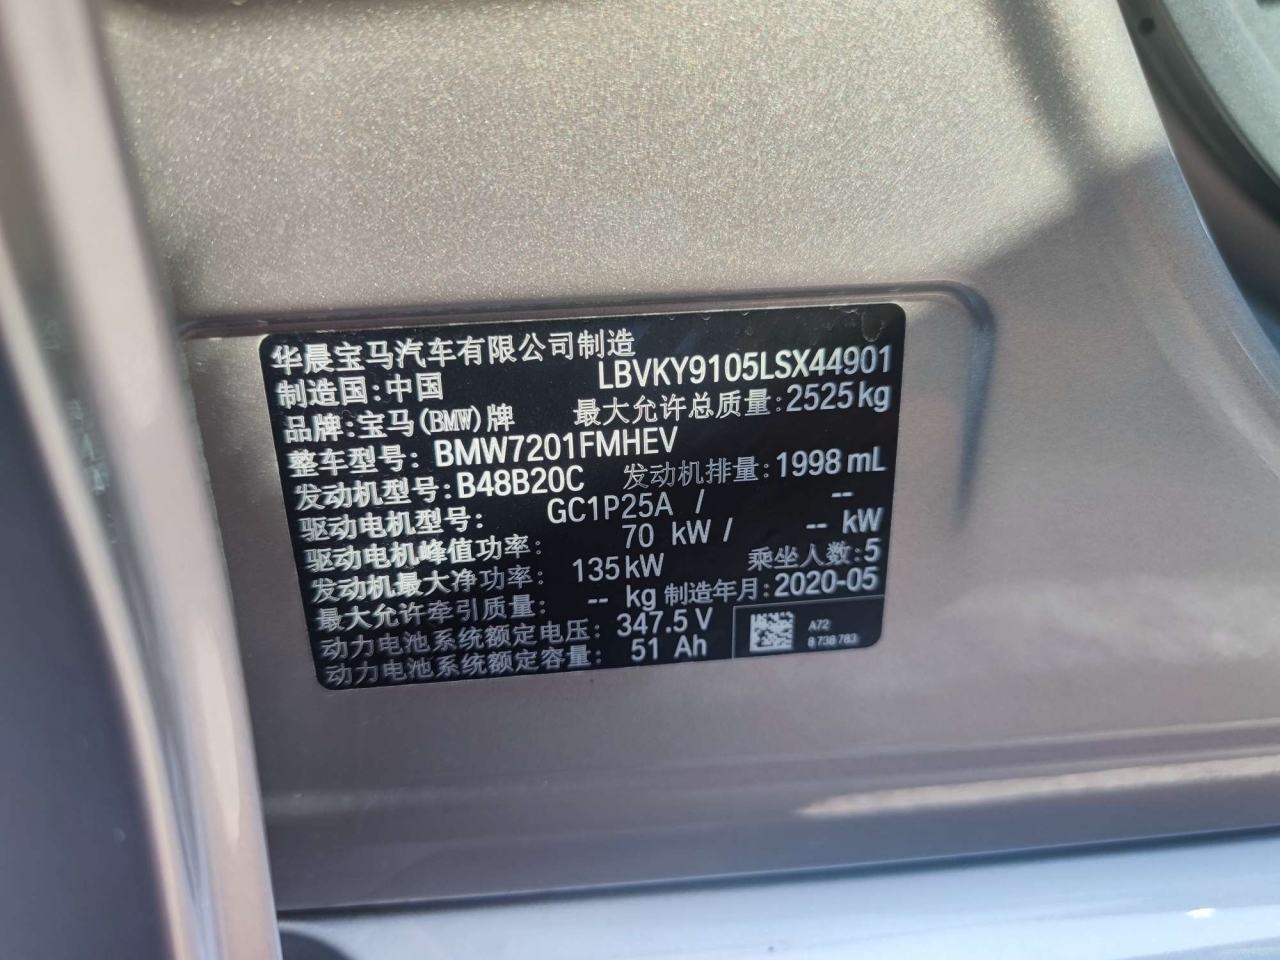 华晨宝马汽车有限公司制造
制造国:中国 LBVKY9105LSX44901
品牌:宝马(BMW)牌 最大允许总质量:2525kg
整车型号: BMW7201FMHEV
发动机型号:B48B20C 发动机排量:1998 mL
驱动电机型号: GC1P25A / --
驱动电机峰值功率: 70 kW / -- kW
发动机最大净功率: 135kW 乘坐人数:5
最大允许牵引质量: -- kg 制造年月:2020-05
动力电池系统额定电压: 347.5 V
动力电池系统额定容量: 51 Ah
A72
8 738 783